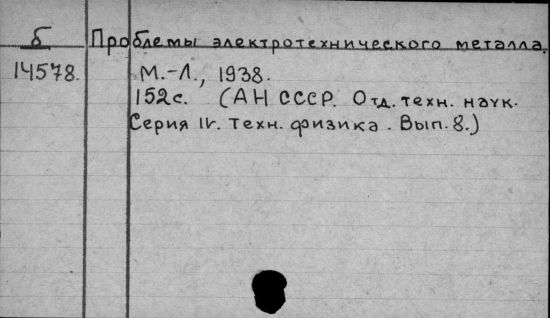 Б Проблемы электротехнического металла.
14578. М.-Л., 1938.
152с. (АН СССР. Отд. техн. наук.
Серия IV. Техн. физика. Вып. 8.)